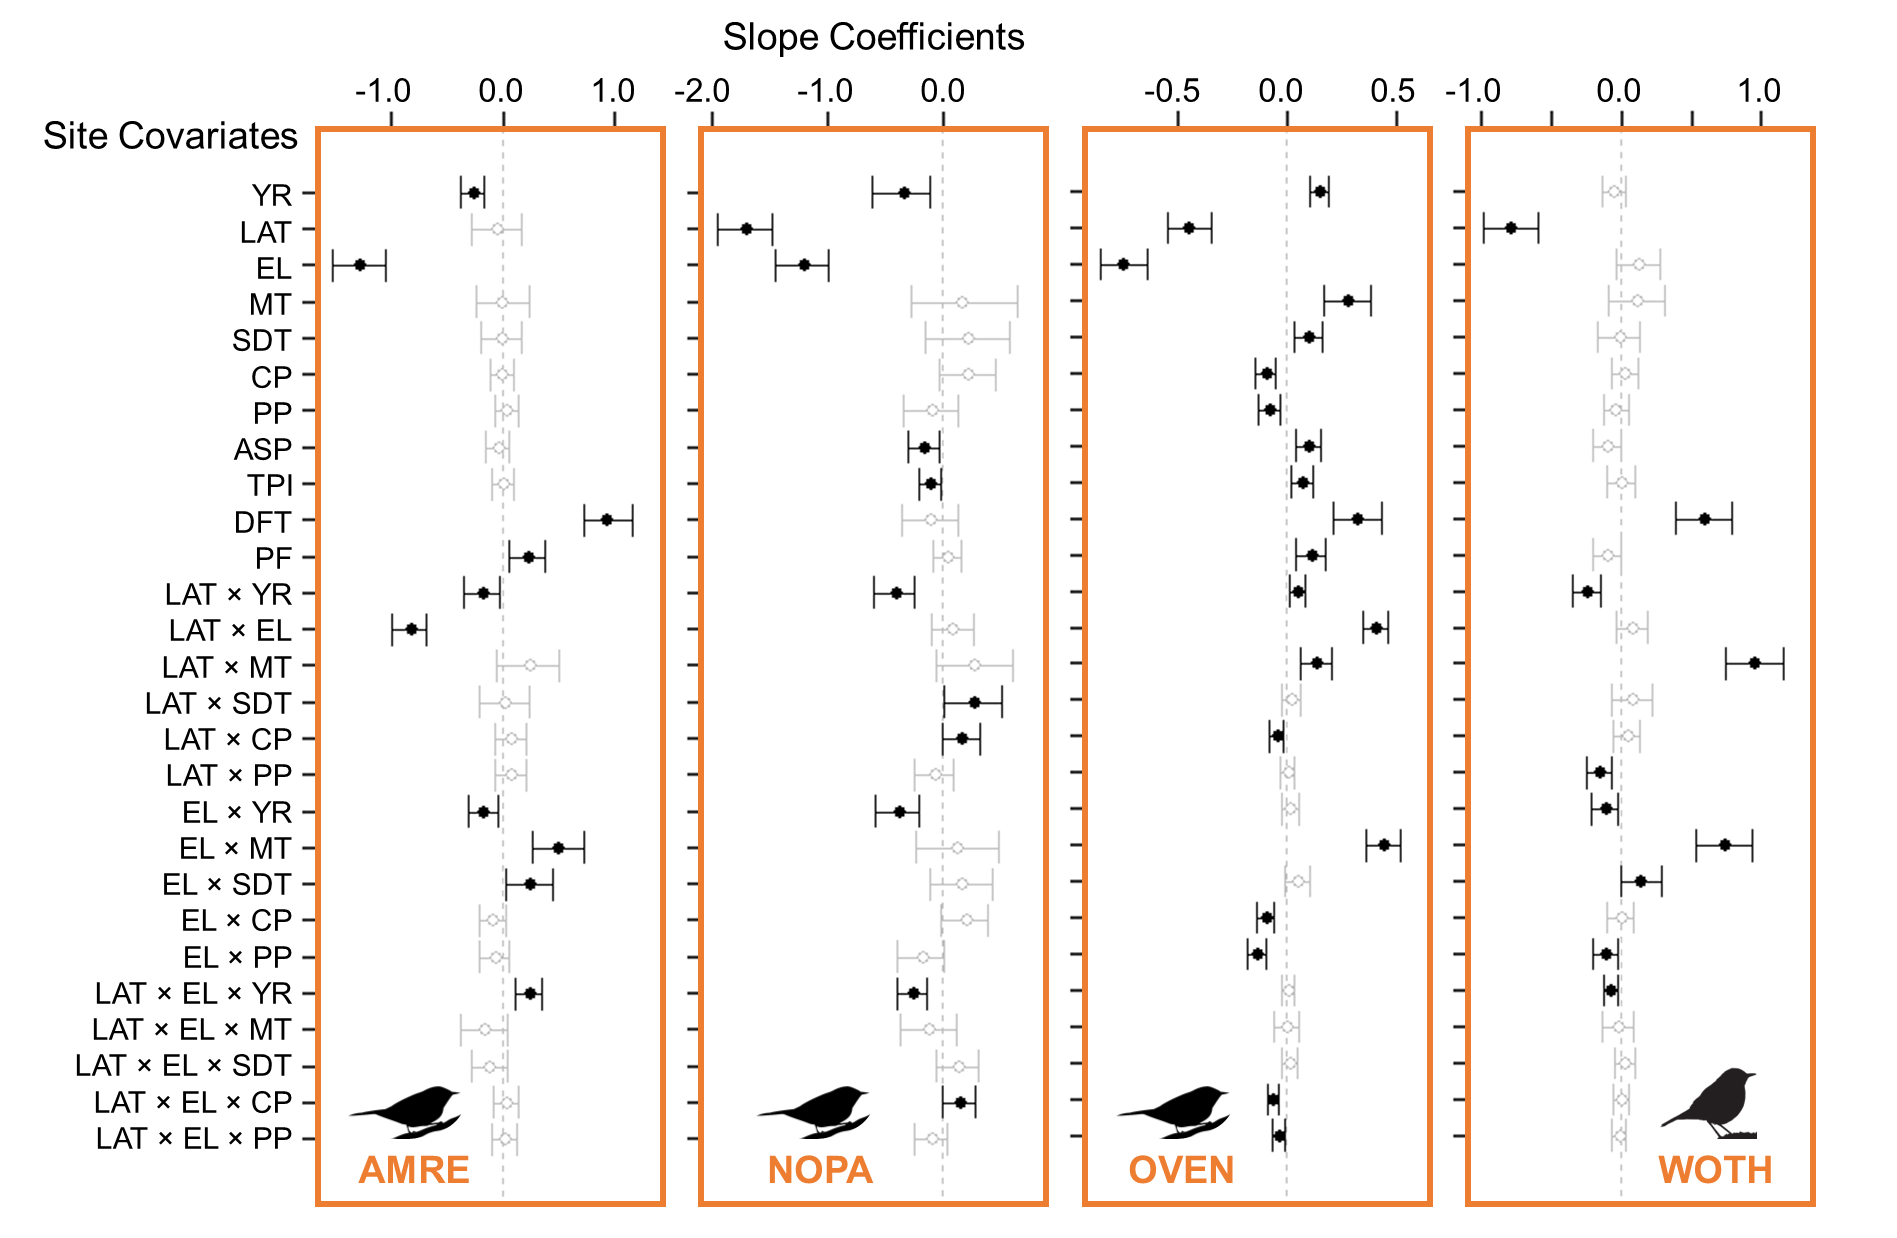 Slope Coefficients
-1.0 0.0 1.0 -2.0 -1.0 0.0 -0.5 0.0 0.5 -1.0 0.0 1.0
Site Covariates
YR
LAT
EL
MT
SDT
CP
PP
ASP
TPI
DFT
PF
LAT × YR
LAT × EL
LAT × MT
LAT × SDT
LAT × CP
LAT × PP
EL × YR
EL × MT
EL × SDT
EL × CP
EL × PP
LAT × EL × YR
LAT × EL × MT
LAT × EL × SDT
LAT × EL × CP
LAT × EL × PP
AMRE NOPA OVEN WOTH